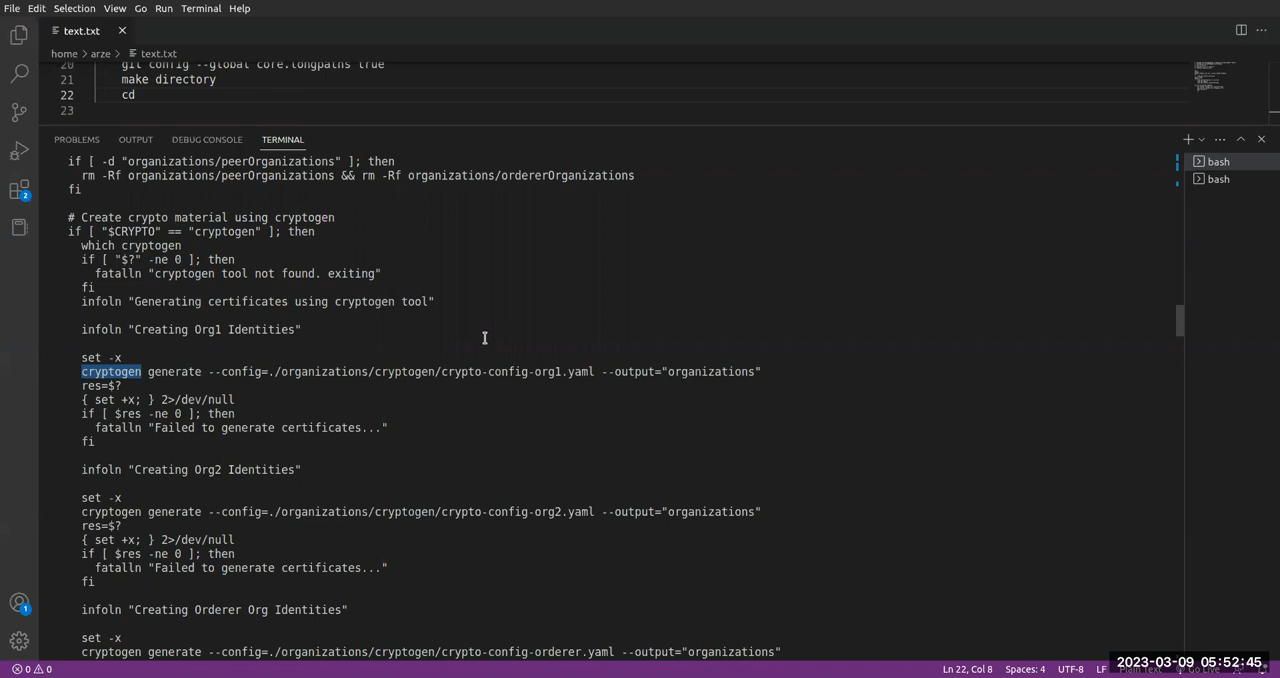 File Edit Selection View Go Run Terminal Help
text.txt
home > arze > text.txt
20 git config --global core.longpaths true
21 make directory
22 cd
23
PROBLEMS OUTPUT DEBUG CONSOLE TERMINAL
if [ -d "organizations/peerOrganizations" ]; then
rm -Rf organizations/peerOrganizations && rm -Rf organizations/ordererOrganizations
fi
# Create crypto material using cryptogen
if [ "$CRYPTO" == "cryptogen" ]; then
which cryptogen
if [ "$?" -ne 0 ]; then
fatalln "cryptogen tool not found. exiting"
fi
infoln "Generating certificates using cryptogen tool"
infoln "Creating Org1 Identities"
set -x
cryptogen generate --config=./organizations/cryptogen/crypto-config-org1.yaml --output="organizations"
res=$?
{ set +x; } 2>/dev/null
if [ $res -ne 0 ]; then
fatalln "Failed to generate certificates..."
fi
infoln "Creating Org2 Identities"
set -x
cryptogen generate --config=./organizations/cryptogen/crypto-config-org2.yaml --output="organizations"
res=$?
{ set +x; } 2>/dev/null
if [ $res -ne 0 ]; then
fatalln "Failed to generate certificates..."
fi
infoln "Creating Orderer Org Identities"
set -x
cryptogen generate --config=./organizations/cryptogen/crypto-config-orderer.yaml --output="organizations"
bash
bash
2
1
0 0 Ln 22, Col 8 Spaces: 4 UTF-8 LF
2023-03-09 05:52:45